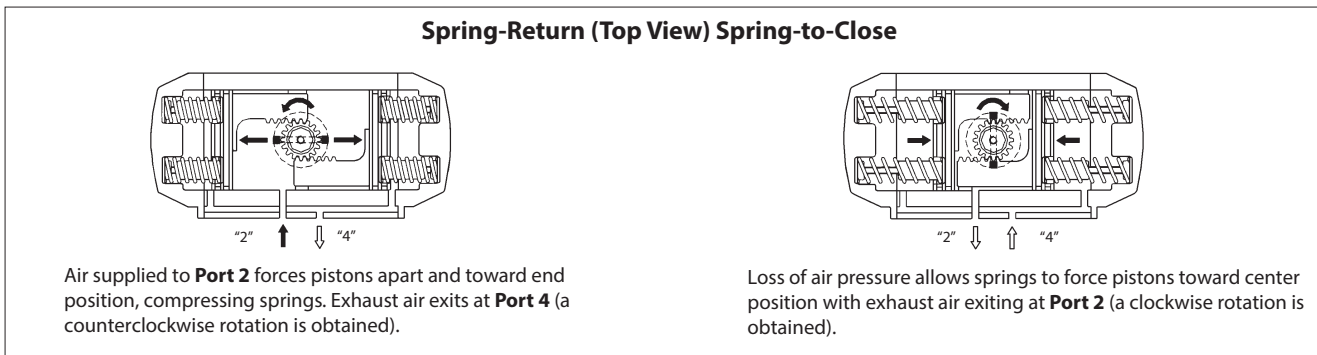 Spring-Return (Top View) Spring-to-Close
"2" "4"
Air supplied to Port 2 forces pistons apart and toward end
position, compressing springs. Exhaust air exits at Port 4 (a
counterclockwise rotation is obtained).
"2" "4"
Loss of air pressure allows springs to force pistons toward center
position with exhaust air exiting at Port 2 (a clockwise rotation is
obtained).